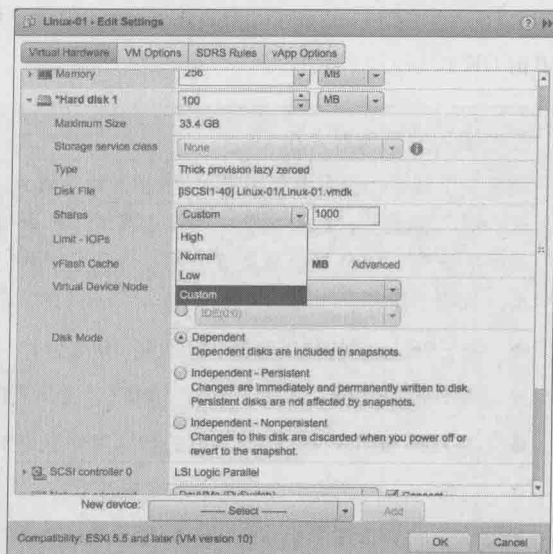 Linux-01 - Edit Settings
Virtual Hardware VM Options SDRS Rules vApp Options
Memory 256 MB
*Hard disk 1 100 MB
Maximum Size 33.4 GB
Storage service class None
Type Thick provision lazy zeroed
Disk File [iSCSI1-40] Linux-01/Linux-01.vmdk
Shares Custom 1000
High
Limit - IOPs
Normal
vFlash Cache MB Advanced
Low
Virtual Device Node Custom
IDE(0:0)
Disk Mode Dependent
Dependent disks are included in snapshots.
Independent - Persistent
Changes are immediately and permanently written to disk.
Persistent disks are not affected by snapshots.
Independent - Nonpersistent
Changes to this disk are discarded when you power off or
revert to the snapshot.
SCSI controller 0 LSI Logic Parallel
New device: Select Add
Compatibility: ESXi 5.5 and later (VM version 10) OK Cancel